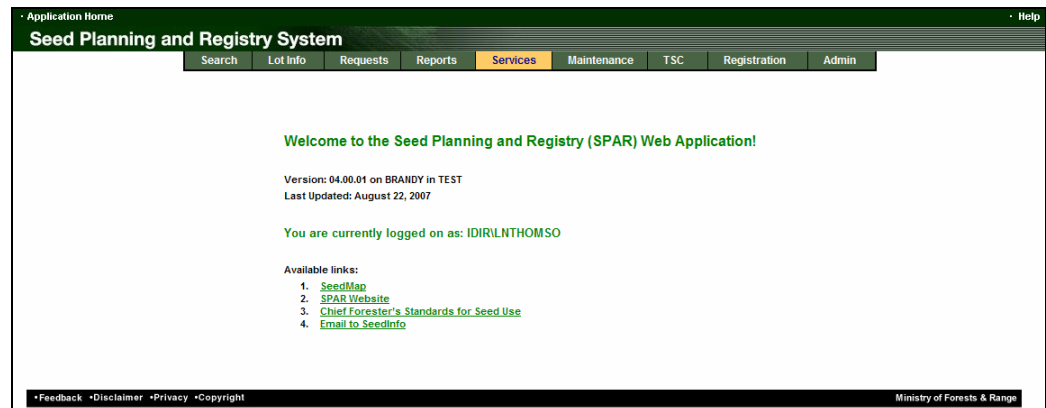 · Application Home · Help
Seed Planning and Registry System
Search Lot Info Requests Reports Services Maintenance TSC Registration Admin
Welcome to the Seed Planning and Registry (SPAR) Web Application!
Version: 04.00.01 on BRANDY in TEST
Last Updated: August 22, 2007
You are currently logged on as: IDIR\LNTHOMSO
Available links:
1. SeedMap
2. SPAR Website
3. Chief Forester's Standards for Seed Use
4. Email to SeedInfo
•Feedback •Disclaimer •Privacy •Copyright Ministry of Forests & Range